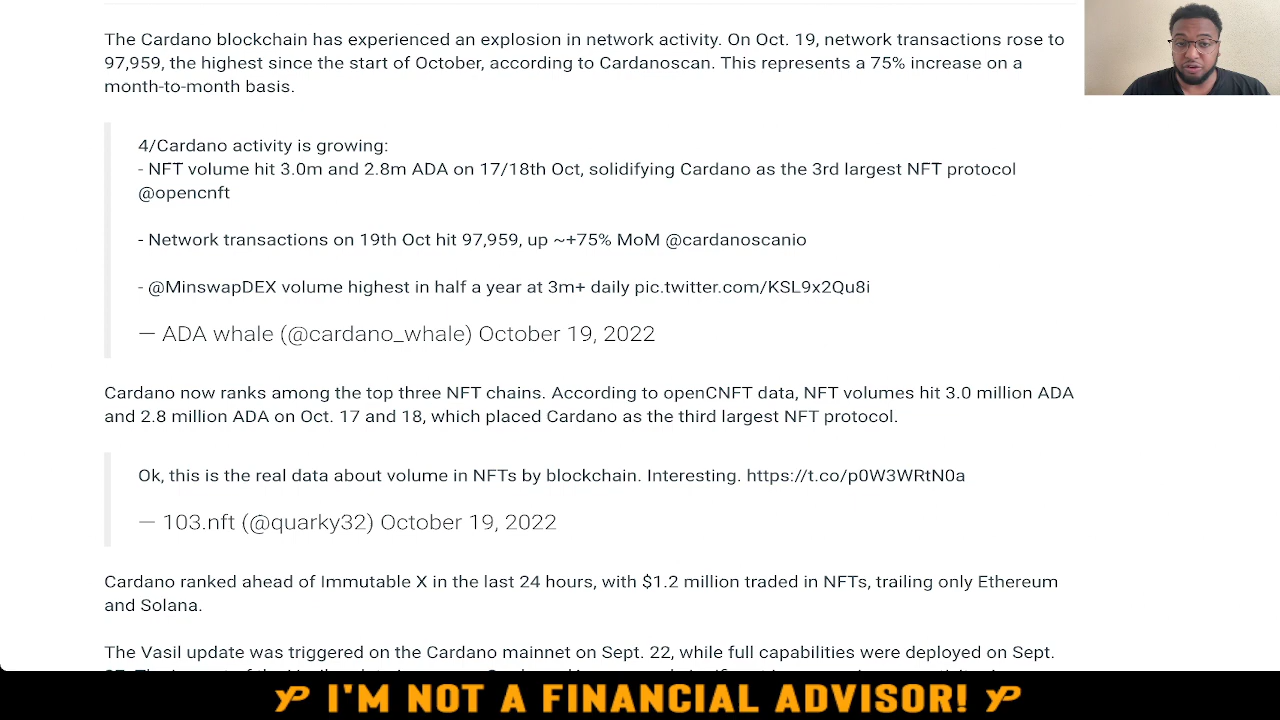 The Cardano blockchain has experienced an explosion in network activity. On Oct. 19, network transactions rose to
97,959, the highest since the start of October, according to Cardanoscan. This represents a 75% increase on a
month-to-month basis.
4/Cardano activity is growing:
- NFT volume hit 3.0m and 2.8m ADA on 17/18th Oct, solidifying Cardano as the 3rd largest NFT protocol
@opencnft
- Network transactions on 19th Oct hit 97,959, up ~+75% MoM @cardanoscanio
- @MinswapDEX volume highest in half a year at 3m+ daily pic.twitter.com/KSL9x2Qu8i
— ADA whale (@cardano_whale) October 19, 2022
Cardano now ranks among the top three NFT chains. According to openCNFT data, NFT volumes hit 3.0 million ADA
and 2.8 million ADA on Oct. 17 and 18, which placed Cardano as the third largest NFT protocol.
Ok, this is the real data about volume in NFTs by blockchain. Interesting. https://t.co/p0W3WRtN0a
— 103.nft (@quarky32) October 19, 2022
Cardano ranked ahead of Immutable X in the last 24 hours, with $1.2 million traded in NFTs, trailing only Ethereum
and Solana.
The Vasil update was triggered on the Cardano mainnet on Sept. 22, while full capabilities were deployed on Sept.
I'M NOT A FINANCIAL ADVISOR!